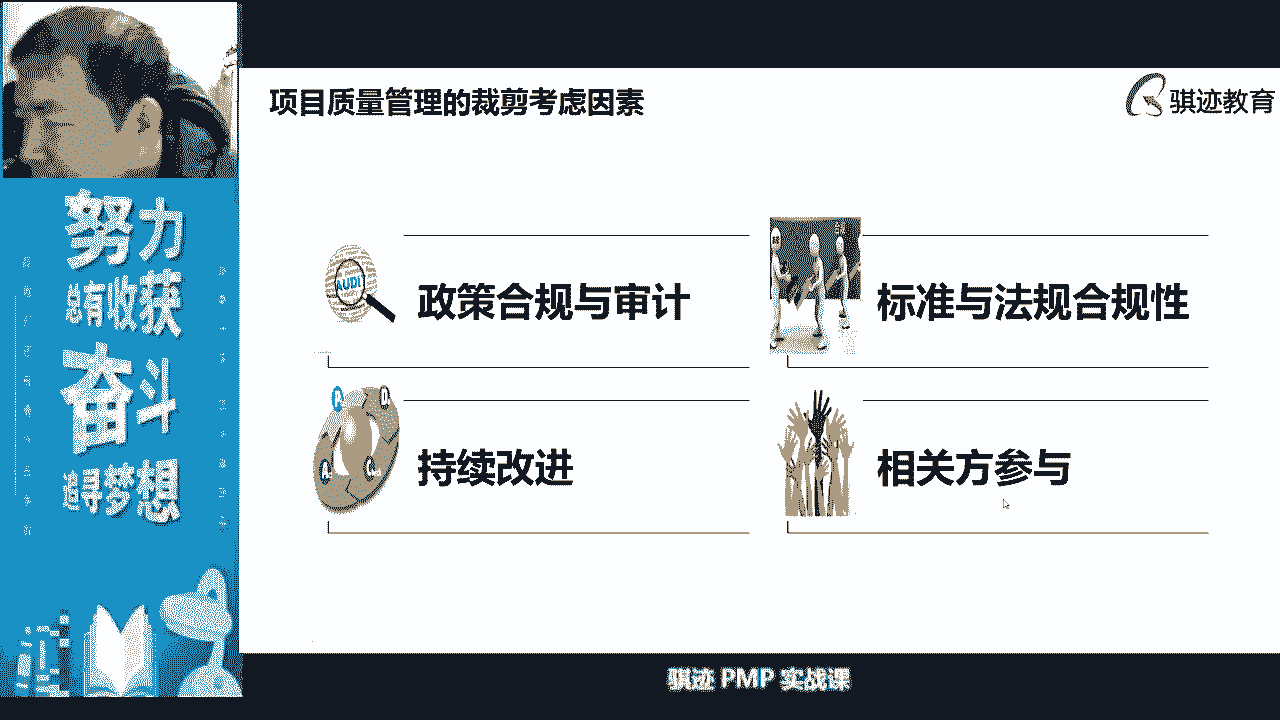 项目质量管理的裁剪考虑因素
骐迹教育
努力
总有收获
奋斗
追寻梦想
AUDIT
政策合规与审计
标准与法规合规性
P
D
A
C
持续改进
相关方参与
骐迹 PMP 实战课